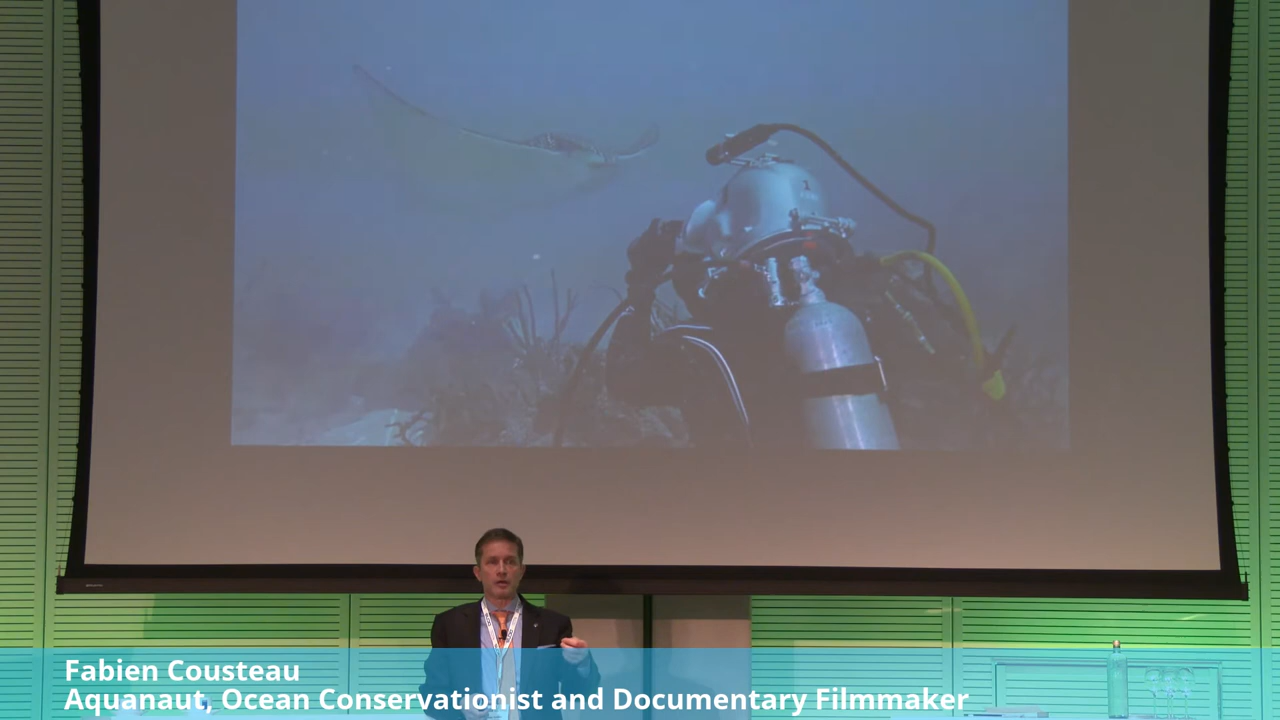 Fabien Cousteau
Aquanaut, Ocean Conservationist and Documentary Filmmaker